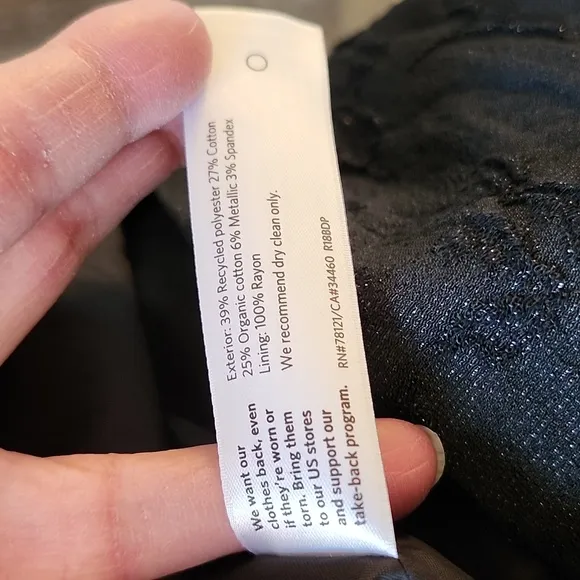 Exterior: 39% Recycled polyester 27% Cotton
25% Organic cotton 6% Metallic 3% Spandex
Lining: 100% Rayon
We recommend dry clean only.
RN#78121/CA#34460 R18BDP
We want our
clothes back, even
if they're worn or
torn. Bring them
to our US stores
and support our
take-back program.